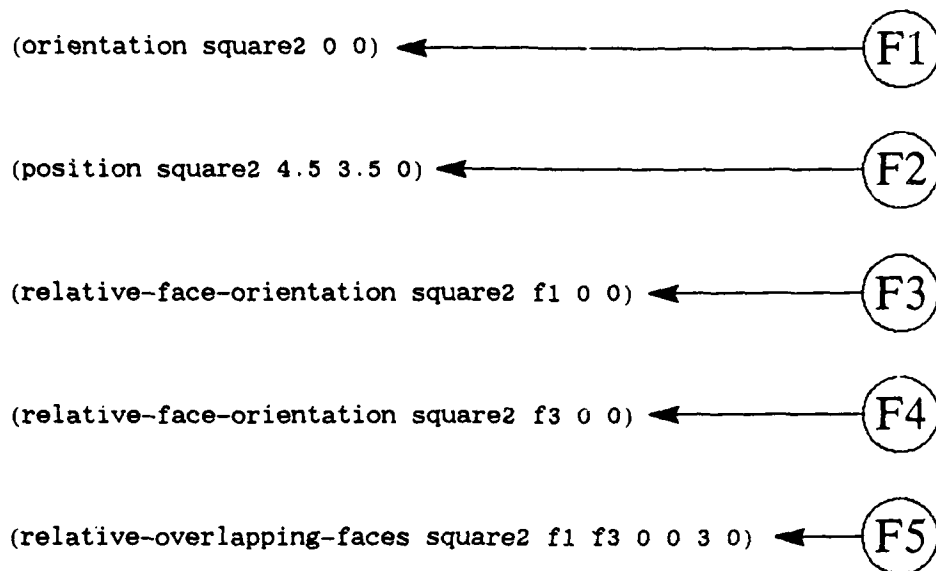 (orientation square2 0 0) F1
(position square2 4.5 3.5 0) F2
(relative-face-orientation square2 f1 0 0) F3
(relative-face-orientation square2 f3 0 0) F4
(relative-overlapping-faces square2 f1 f3 0 0 3 0) F5